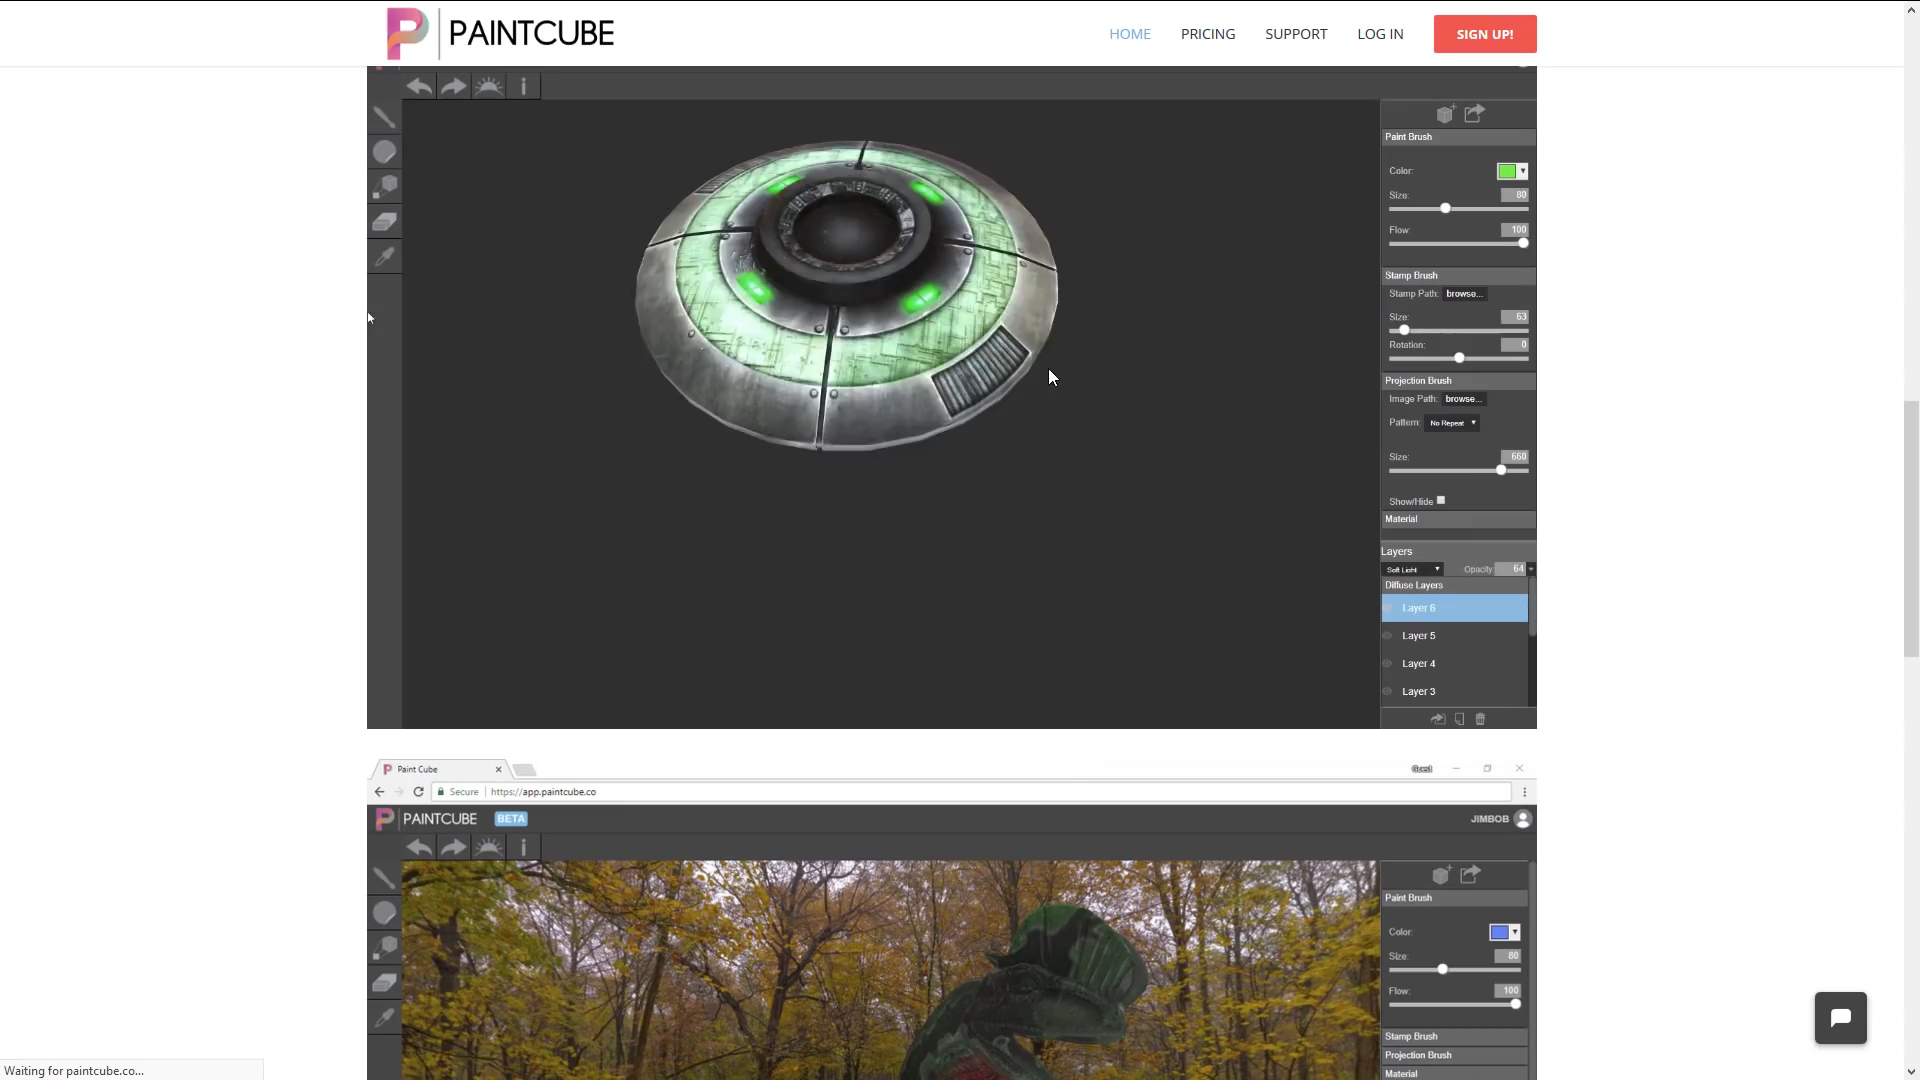 PAINTCUBE
HOME PRICING SUPPORT LOG IN SIGN UP!
Paint Brush
Color:
Size: 80
Flow: 100
Stamp Brush
Stamp Path: browse...
Size: 63
Rotation: 0
Projection Brush
Image Path: browse...
Pattern: No Repeat
Size: 660
Show/Hide
Material
Layers
Soft Light Opacity: 64
Diffuse Layers
Layer 6
Layer 5
Layer 4
Layer 3
Paint Cube
Guest
Secure https://app.paintcube.co
PAINTCUBE BETA JIMBOB
Paint Brush
Color:
Size: 80
Flow: 100
Stamp Brush
Projection Brush
Material
Waiting for paintcube.co...